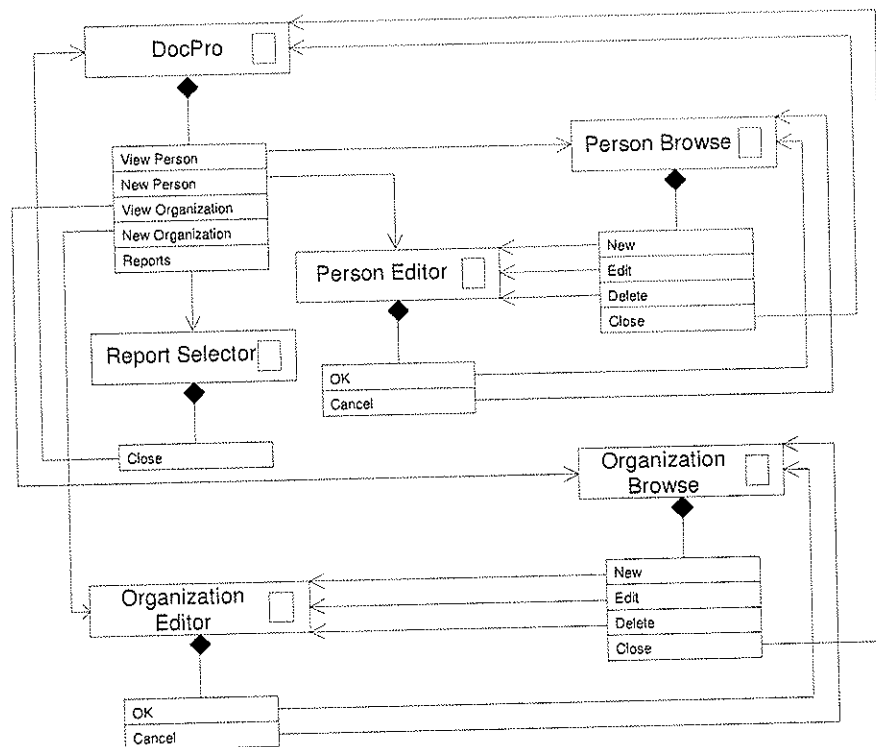 DocPro
View Person
New Person
View Organization
New Organization
Reports
Person Browse
New
Edit
Delete
Close
Person Editor
OK
Cancel
Report Selector
Close
Organization
Browse
New
Edit
Delete
Close
Organization
Editor
OK
Cancel